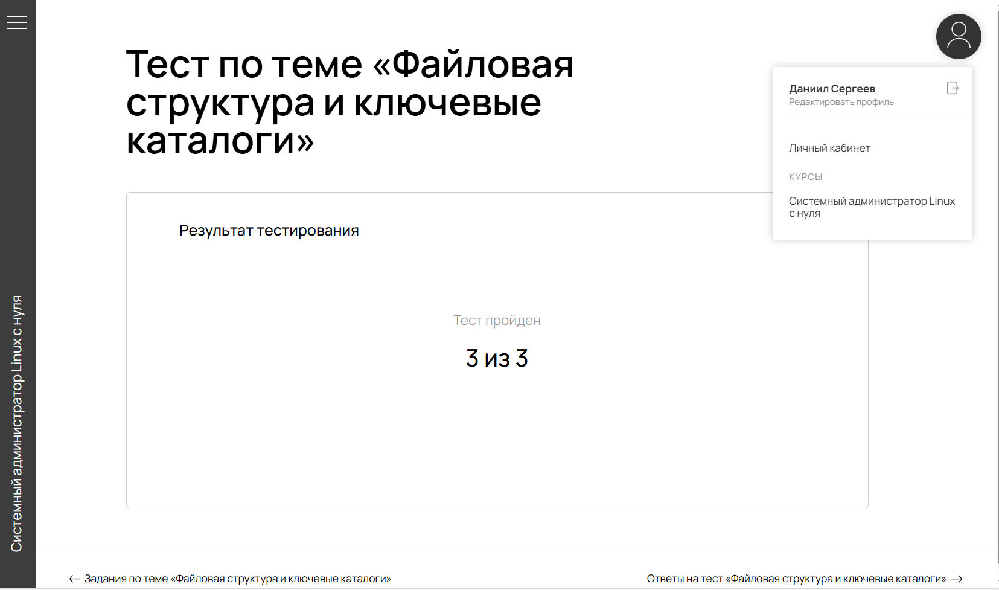 Тест по теме «Файловая
структура и ключевые
каталоги»
Даниил Сергеев
Редактировать профиль
Личный кабинет
КУРСЫ
Системный администратор Linux
с нуля
Результат тестирования
Тест пройден
3 из 3
Системный администратор Linux с нуля
← Задания по теме «Файловая структура и ключевые каталоги»
Ответы на тест «Файловая структура и ключевые каталоги» →